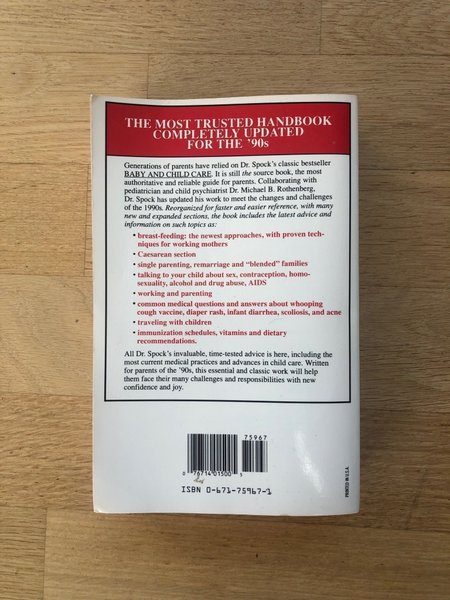 THE MOST TRUSTED HANDBOOK
COMPLETELY UPDATED
FOR THE '90s
Generations of parents have relied on Dr. Spock's classic bestseller
BABY AND CHILD CARE. It is still the source book, the most
authoritative and reliable guide for parents. Collaborating with
pediatrician and child psychiatrist Dr. Michael B. Rothenberg,
Dr. Spock has updated his work to meet the changes and challenges
of the 1990s. Reorganized for faster and easier reference, with many
new and expanded sections, the book includes the latest advice and
information on such topics as:
• breast-feeding: the newest approaches, with proven tech-
niques for working mothers
• Caesarean section
• single parenting, remarriage and "blended" families
• talking to your child about sex, contraception, homo-
sexuality, alcohol and drug abuse, AIDS
• working and parenting
• common medical questions and answers about whooping
cough vaccine, diaper rash, infant diarrhea, scoliosis, and acne
• traveling with children
• immunization schedules, vitamins and dietary
recommendations.
All Dr. Spock's invaluable, time-tested advice is here, including the
most current medical practices and advances in child care. Written
for parents of the '90s, this essential and classic work will help
them face their many challenges and responsibilities with new
confidence and joy.
75967
0 76714 01500 5
ISBN 0-671-75967-1
PRINTED IN U.S.A.